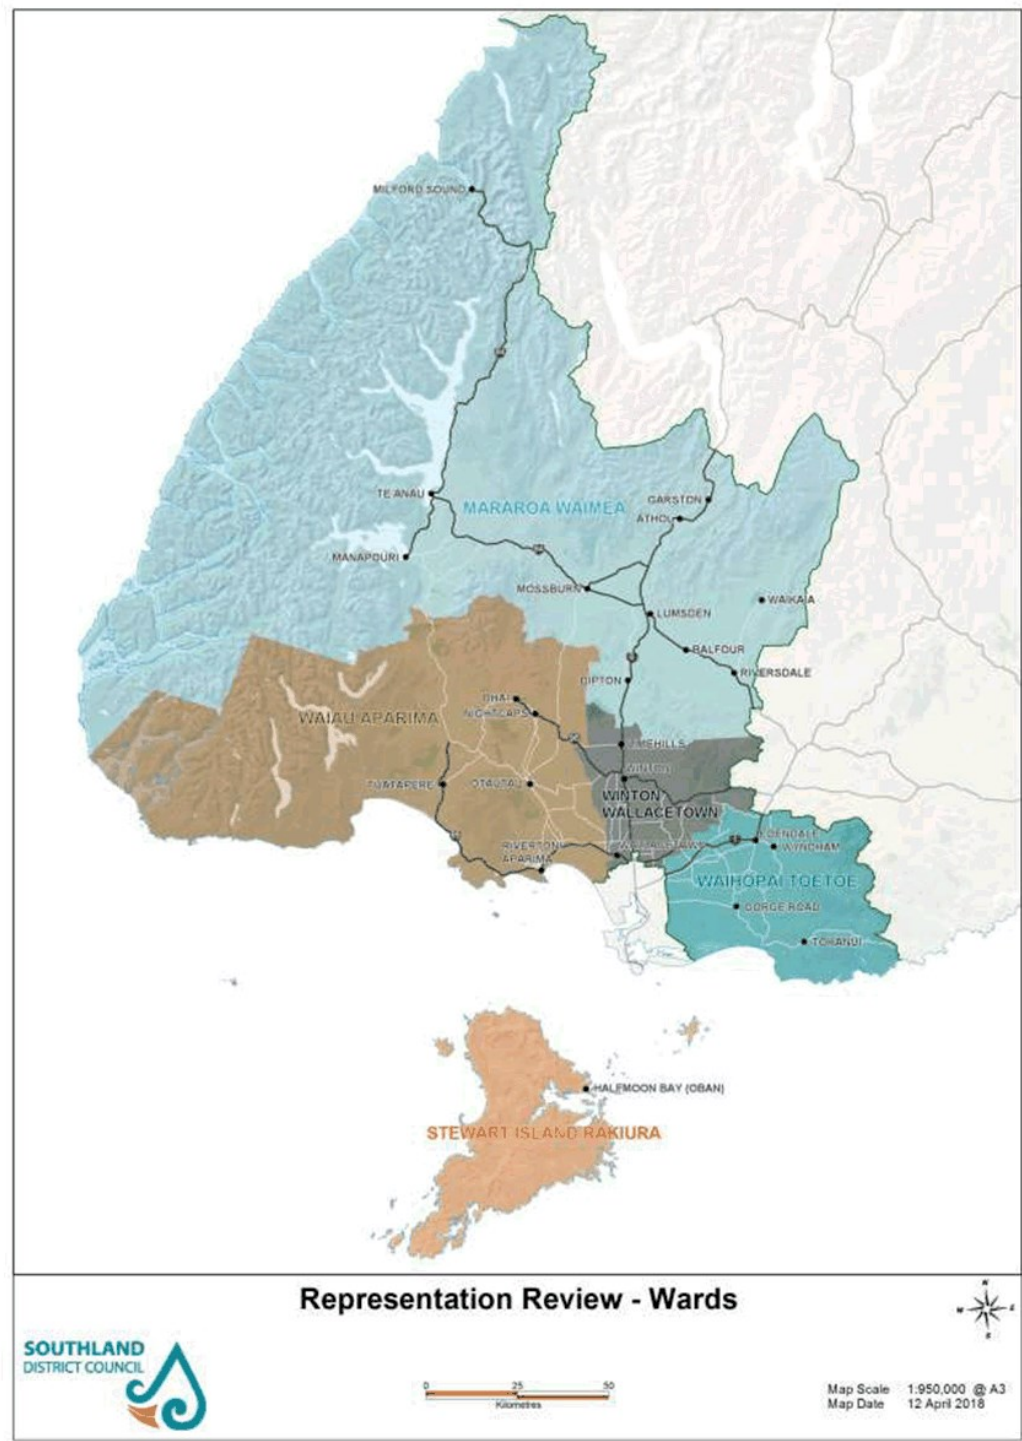 MILFORD SOUND
TE ANAU
MARAROA WAIMEA
GARSTON
ATHOL
MANAPOURI
MOSSBURN
WAIKAIA
LUMSDEN
BALFOUR
RIVERSDALE
DIPTON
OHAI
NIGHTCAPS
WAIAU APARIMA
LIMEHILLS
WINTON
TUATAPERE
OTAUTAU
WINTON
WALLACETOWN
EDENDALE
WYNDHAM
RIVERTON/
APARIMA
WALLACETOWN
WAIHOPAI TOETOE
GORGE ROAD
TOKANUI
HALFMOON BAY (OBAN)
STEWART ISLAND RAKIURA
Representation Review - Wards
N
W E
S
SOUTHLAND
DISTRICT COUNCIL
0 25 50
Kilometres
Map Scale 1:950,000 @ A3
Map Date 12 April 2018